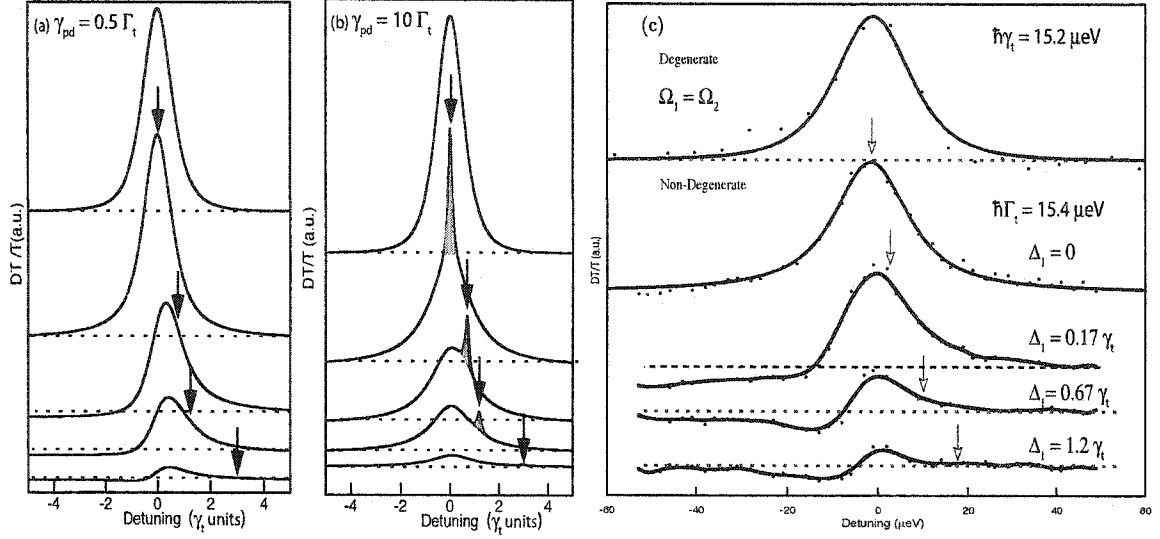 (a) γpd = 0.5 Γt
DT/T(a.u.)
-4 -2 0 2 4
Detuning (γt units)
(b) γpd = 10 Γt
DT/T (a.u.)
-4 -2 0 2 4
Detuning (γt units)
(c)
ħγt = 15.2 μeV
Degenerate
Ω1 = Ω2
Non-Degenerate
ħΓt = 15.4 μeV
Δ1 = 0
Δ1 = 0.17 γt
Δ1 = 0.67 γt
Δ1 = 1.2 γt
DT/T (a.u.)
-60 -40 -20 0 20 40 60
Detuning (μeV)